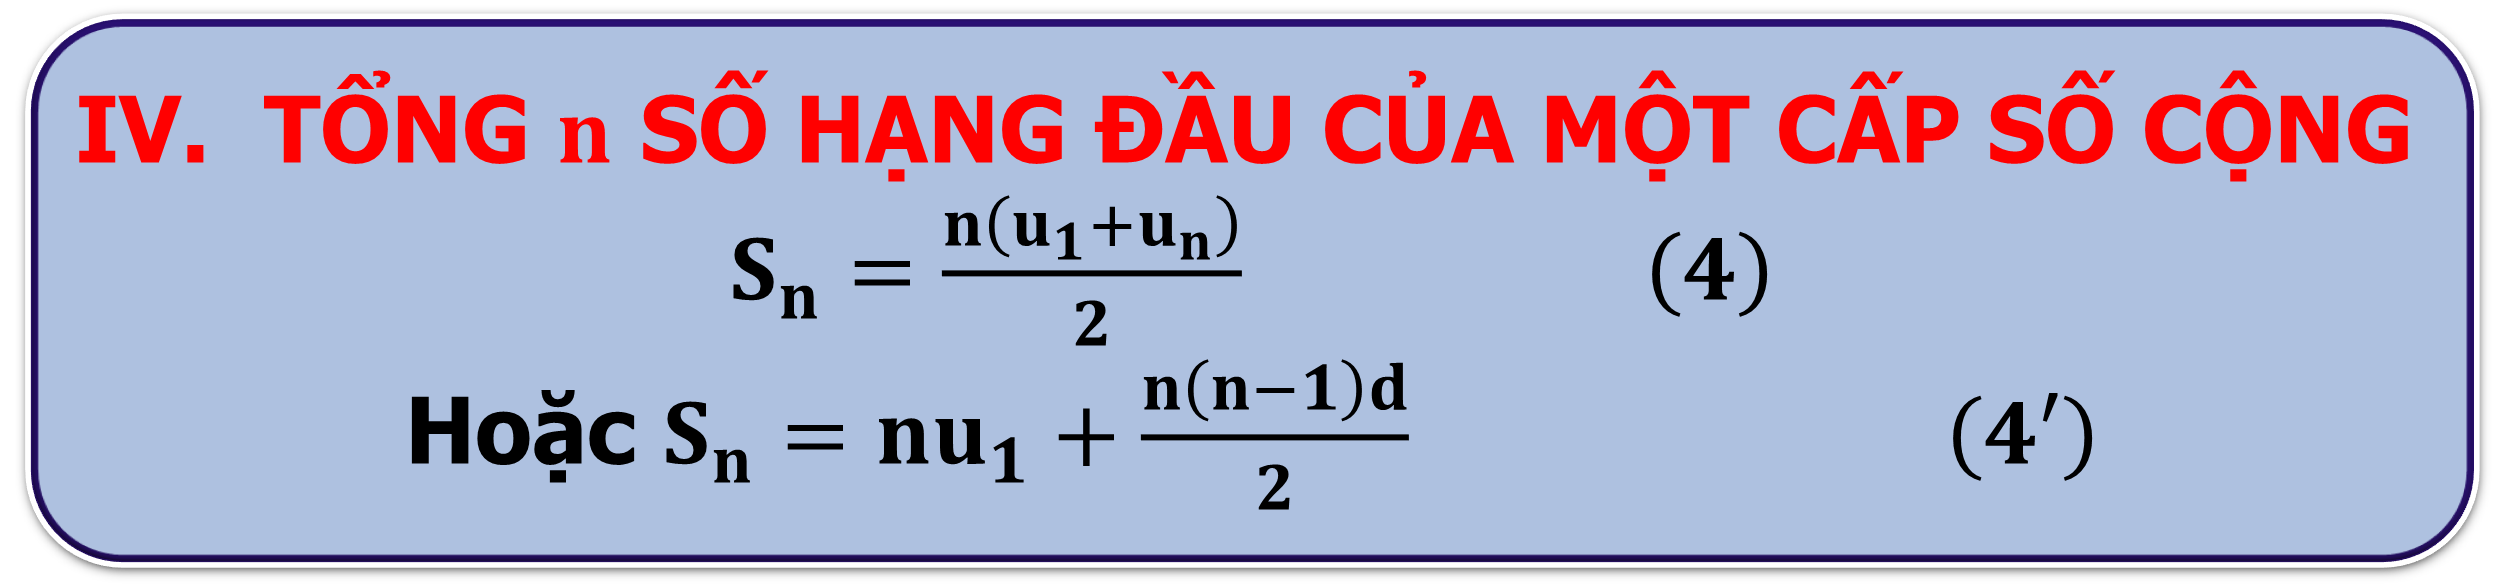 IV. TỔNG n SỐ HẠNG ĐẦU CỦA MỘT CẤP SỐ CỘNG
Sₙ = n(u₁+uₙ)/2 (4)
Hoặc Sₙ = nu₁ + n(n−1)d/2 (4′)